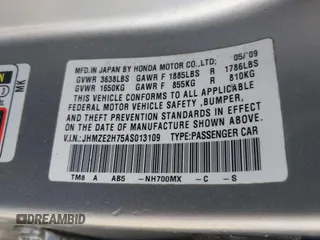 MFD.IN JAPAN BY HONDA MOTOR CO.,LTD. 05/'09
GVWR 3638LBS GAWR F 1885LBS R 1786LBS
GVWR 1650KG GAWR F 855KG R 810KG
THIS VEHICLE CONFORMS TO ALL APPLICABLE
FEDERAL MOTOR VEHICLE SAFETY, BUMPER,
AND THEFT PREVENTION STANDARDS IN EFFECT
ON THE DATE OF MANUFACTURE SHOWN ABOVE.
V.I.N: JHMZE2H75AS013109 TYPE:PASSENGER CAR
TM8 A AB5 -NH700MX -C -S
MK
DREAMBID